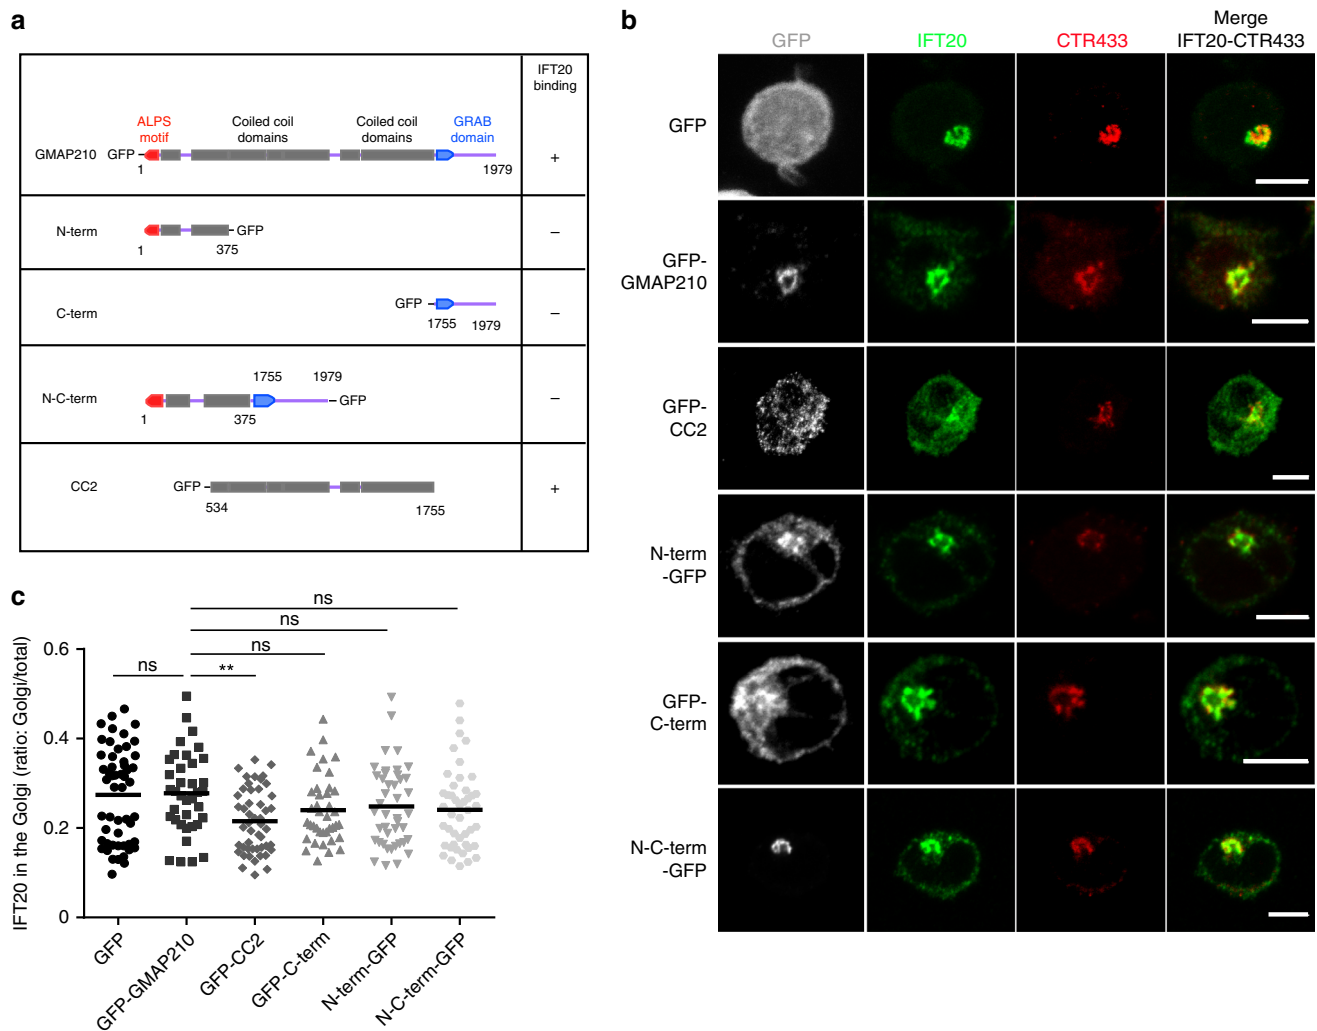 a
IFT20
binding
ALPS
motif
Coiled coil
domains
Coiled coil
domains
GRAB
domain
GMAP210
GFP
1
1979
+
N-term
GFP
1
375
–
C-term
GFP
1755
1979
–
N-C-term
1755
1979
GFP
1
375
–
CC2
GFP
534
1755
+
b
GFP
IFT20
CTR433
Merge
IFT20-CTR433
GFP
GFP-
GMAP210
GFP-
CC2
N-term
-GFP
GFP-
C-term
N-C-term
-GFP
c
ns
ns
ns
ns
**
IFT20 in the Golgi (ratio: Golgi/total)
0.6
0.4
0.2
0
GFP
GFP-GMAP210
GFP-CC2
GFP-C-term
N-term-GFP
N-C-term-GFP